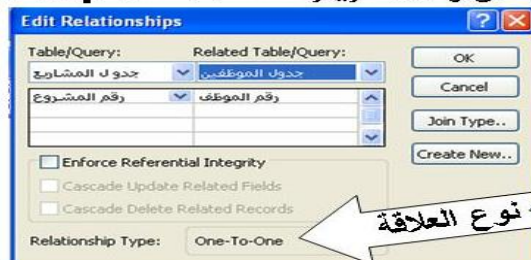 Edit Relationships
Table/Query: Related Table/Query:
جدول المشاريع جدول الموظفين
رقم المشروع رقم الموظف
OK
Cancel
Join Type..
Create New..
Enforce Referential Integrity
Cascade Update Related Fields
Cascade Delete Related Records
Relationship Type: One-To-One
نوع العلاقة